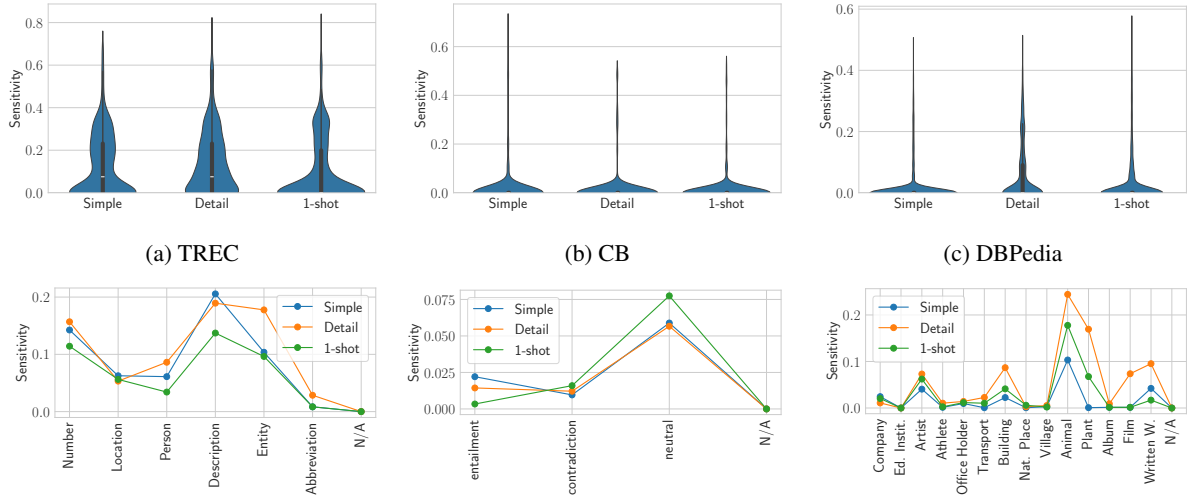 Sensitivity
0.8
0.6
0.4
0.2
0.0
Simple Detail 1-shot
(a) TREC
Sensitivity
0.6
0.4
0.2
0.0
Simple Detail 1-shot
(b) CB
Sensitivity
0.6
0.4
0.2
0.0
Simple Detail 1-shot
(c) DBPedia
Sensitivity
0.2
0.1
0.0
Simple
Detail
1-shot
Number
Location
Person
Description
Entity
Abbreviation
N/A
Sensitivity
0.075
0.050
0.025
0.000
Simple
Detail
1-shot
entailment
contradiction
neutral
N/A
Sensitivity
0.2
0.1
0.0
Simple
Detail
1-shot
Company
Ed. Instit.
Artist
Athlete
Office Holder
Transport
Building
Nat. Place
Village
Animal
Plant
Album
Film
Written W.
N/A